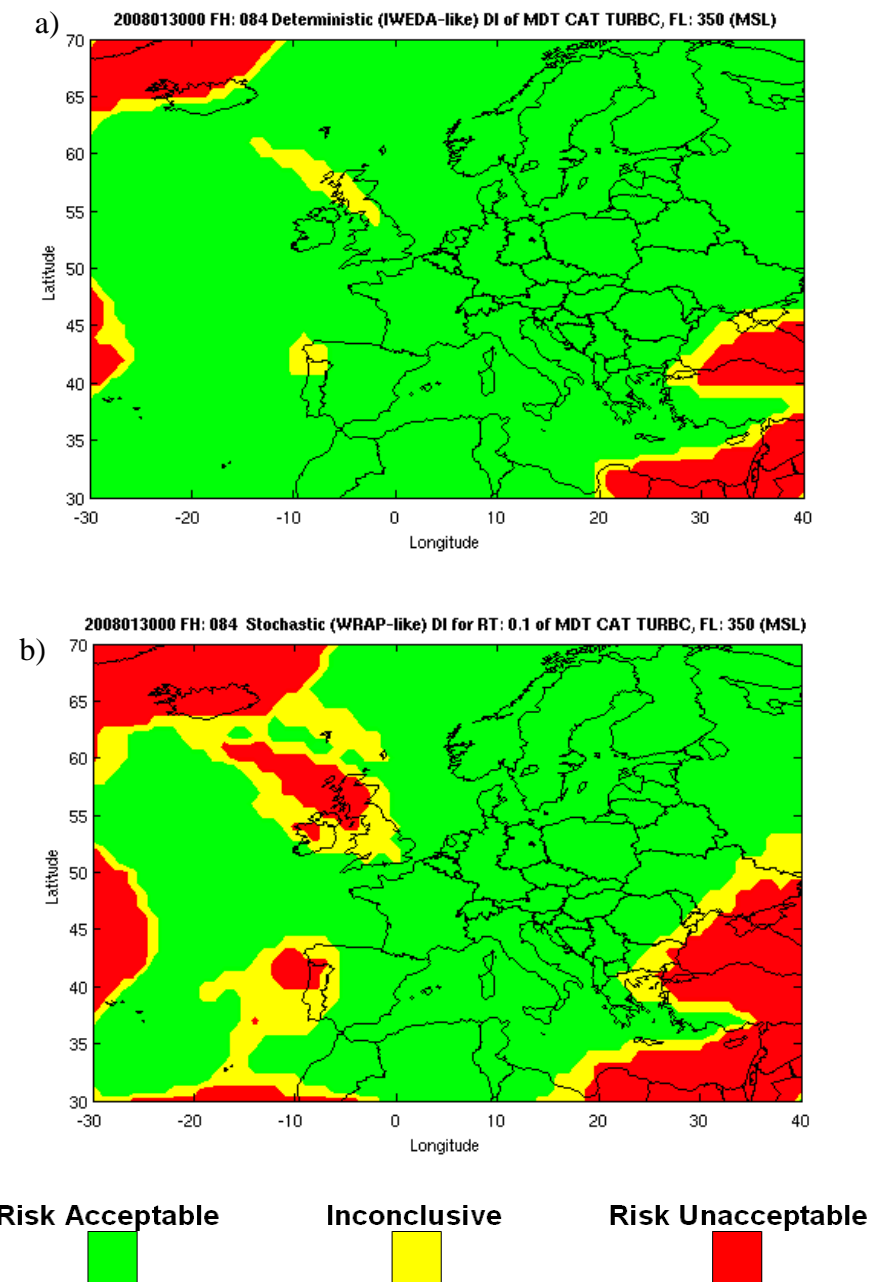 a)
2008013000 FH: 084 Deterministic (IWEDA-like) DI of MDT CAT TURBC, FL: 350 (MSL)
70
65
60
55
50
45
40
35
30
Latitude
-30 -20 -10 0 10 20 30 40
Longitude
b)
2008013000 FH: 084 Stochastic (WRAP-like) DI for RT: 0.1 of MDT CAT TURBC, FL: 350 (MSL)
70
65
60
55
50
45
40
35
30
Latitude
-30 -20 -10 0 10 20 30 40
Longitude
Risk Acceptable Inconclusive Risk Unacceptable